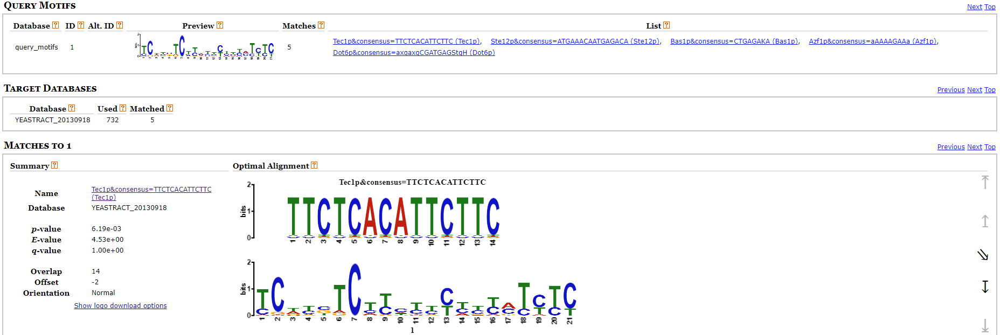 Query Motifs
Next Top
Database ? ID ? Alt. ID ? Preview ? Matches ? List ?
query_motifs 1 5 Tec1p&consensus=TTCTCACATTCTTC (Tec1p), Ste12p&consensus=ATGAAACAATGAGACA (Ste12p), Bas1p&consensus=CTGAGAKA (Bas1p), Azf1p&consensus=aAAAAGAAa (Azf1p),
Dot6p&consensus=axgaxgCGATGAGStgH (Dot6p)
Target Databases
Previous Next Top
Database ? Used ? Matched ?
YEASTRACT_20130918 732 5
Matches to 1
Previous Next Top
Summary ? Optimal Alignment ?
Name Tec1p&consensus=TTCTCACATTCTTC
(Tec1p)
Database YEASTRACT_20130918
p-value 6.19e-03
E-value 4.53e+00
q-value 1.00e+00
Overlap 14
Offset -2
Orientation Normal
Show logo download options
Tec1p&consensus=TTCTCACATTCTTC
2
1
0
bits
TTCTCACATTCTTC
1 2 3 4 5 6 7 8 9 10 11 12 13 14
2
1
0
bits
1 2 3 4 5 6 7 8 9 10 11 12 13 14 15 16 17 18 19 20 21
1